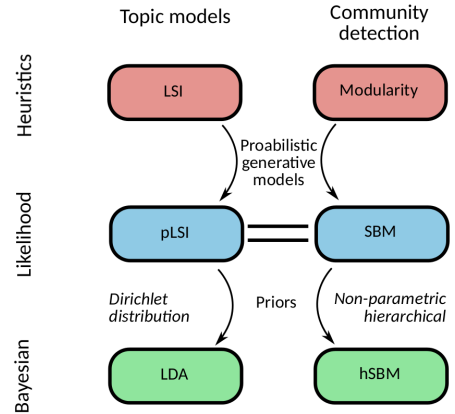 Topic models
Community
detection
Heuristics
LSI
Modularity
Proabilistic
generative
models
Likelihood
pLSI
SBM
Dirichlet
distribution
Priors
Non-parametric
hierarchical
Bayesian
LDA
hSBM